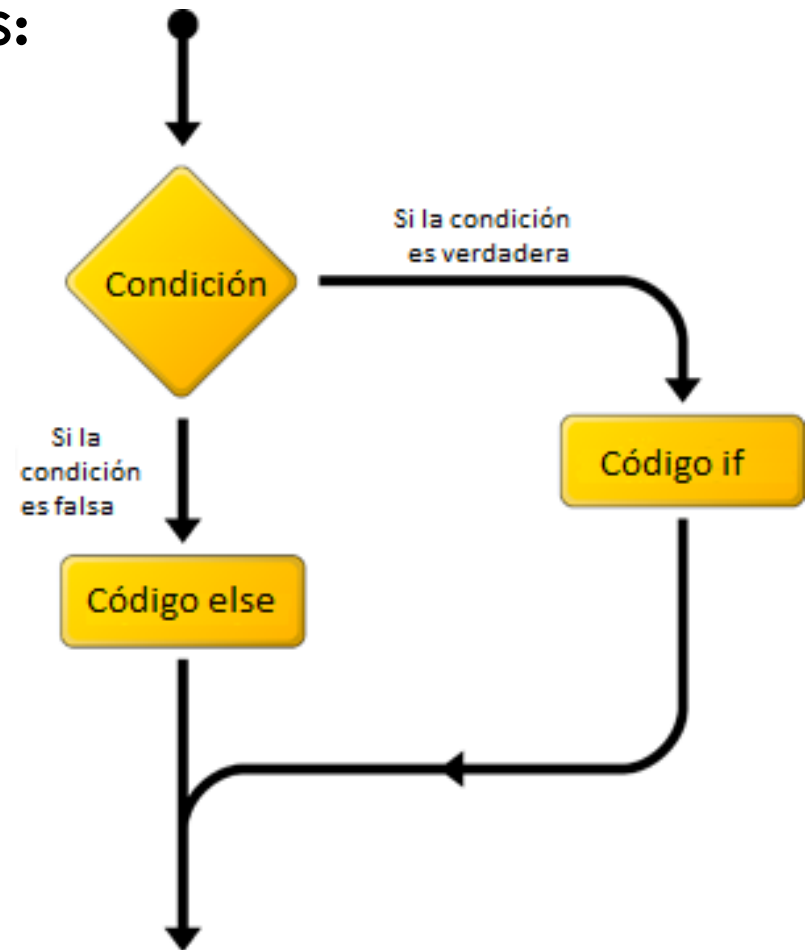 s:
Si la condición
es verdadera
Condición
Si la
condición
es falsa
Código if
Código else